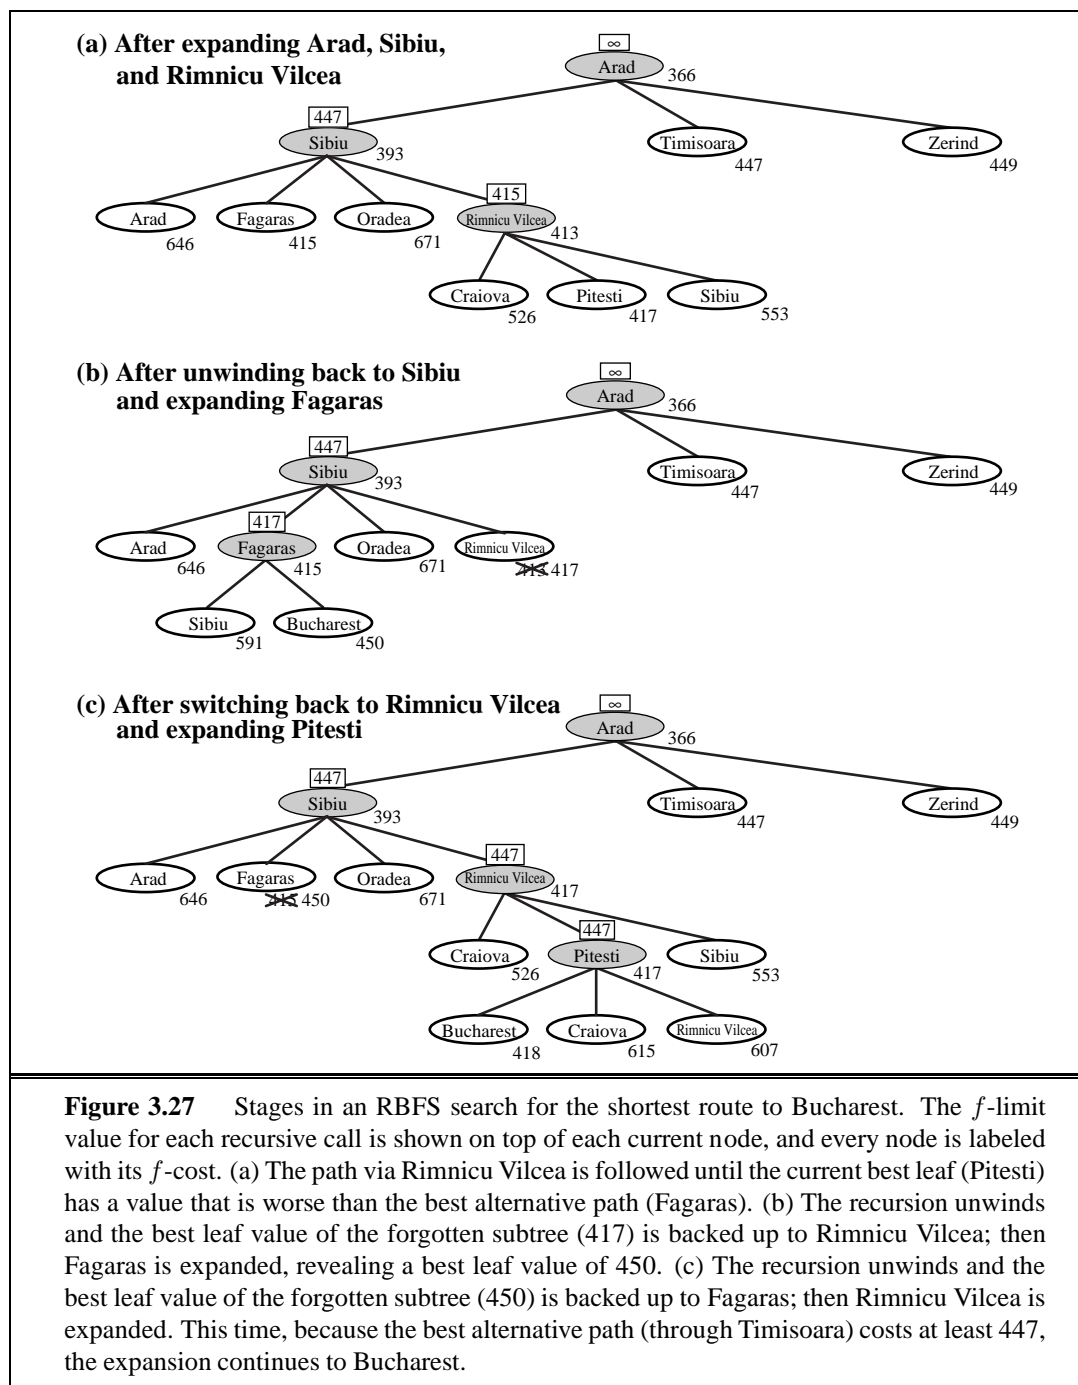 (a) After expanding Arad, Sibiu,
and Rimnicu Vilcea
∞
Arad
366
447
Sibiu
393
Timisoara
447
Zerind
449
Arad
646
Fagaras
415
Oradea
671
415
Rimnicu Vilcea
413
Craiova
526
Pitesti
417
Sibiu
553
(b) After unwinding back to Sibiu
and expanding Fagaras
∞
Arad
366
447
Sibiu
393
Timisoara
447
Zerind
449
Arad
646
417
Fagaras
415
Oradea
671
Rimnicu Vilcea
413 417
Sibiu
591
Bucharest
450
(c) After switching back to Rimnicu Vilcea
and expanding Pitesti
∞
Arad
366
447
Sibiu
393
Timisoara
447
Zerind
449
Arad
646
Fagaras
415 450
Oradea
671
447
Rimnicu Vilcea
417
Craiova
526
447
Pitesti
417
Sibiu
553
Bucharest
418
Craiova
615
Rimnicu Vilcea
607
Figure 3.27 Stages in an RBFS search for the shortest route to Bucharest. The f-limit
value for each recursive call is shown on top of each current node, and every node is labeled
with its f-cost. (a) The path via Rimnicu Vilcea is followed until the current best leaf (Pitesti)
has a value that is worse than the best alternative path (Fagaras). (b) The recursion unwinds
and the best leaf value of the forgotten subtree (417) is backed up to Rimnicu Vilcea; then
Fagaras is expanded, revealing a best leaf value of 450. (c) The recursion unwinds and the
best leaf value of the forgotten subtree (450) is backed up to Fagaras; then Rimnicu Vilcea is
expanded. This time, because the best alternative path (through Timisoara) costs at least 447,
the expansion continues to Bucharest.